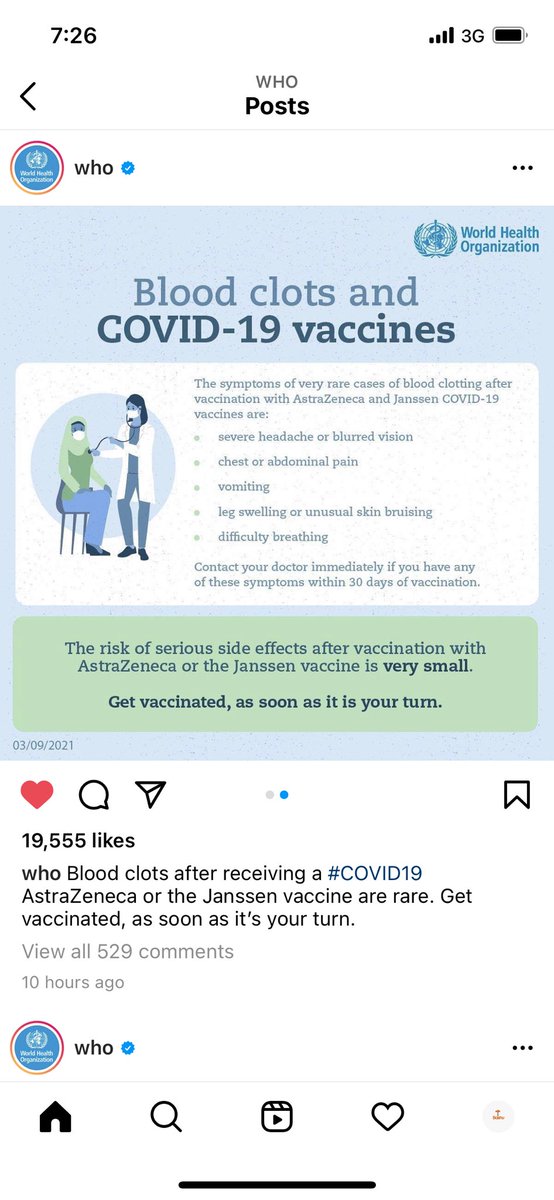 7:26
3G
WHO
Posts
World Health
Organization
who
World Health
Organization
Blood clots and
COVID-19 vaccines
The symptoms of very rare cases of blood clotting after
vaccination with AstraZeneca and Janssen COVID-19
vaccines are:
severe headache or blurred vision
chest or abdominal pain
vomiting
leg swelling or unusual skin bruising
difficulty breathing
Contact your doctor immediately if you have any
of these symptoms within 30 days of vaccination.
The risk of serious side effects after vaccination with
AstraZeneca or the Janssen vaccine is very small.
Get vaccinated, as soon as it is your turn.
03/09/2021
19,555 likes
who Blood clots after receiving a #COVID19
AstraZeneca or the Janssen vaccine are rare. Get
vaccinated, as soon as it’s your turn.
View all 529 comments
10 hours ago
World Health
Organization
who